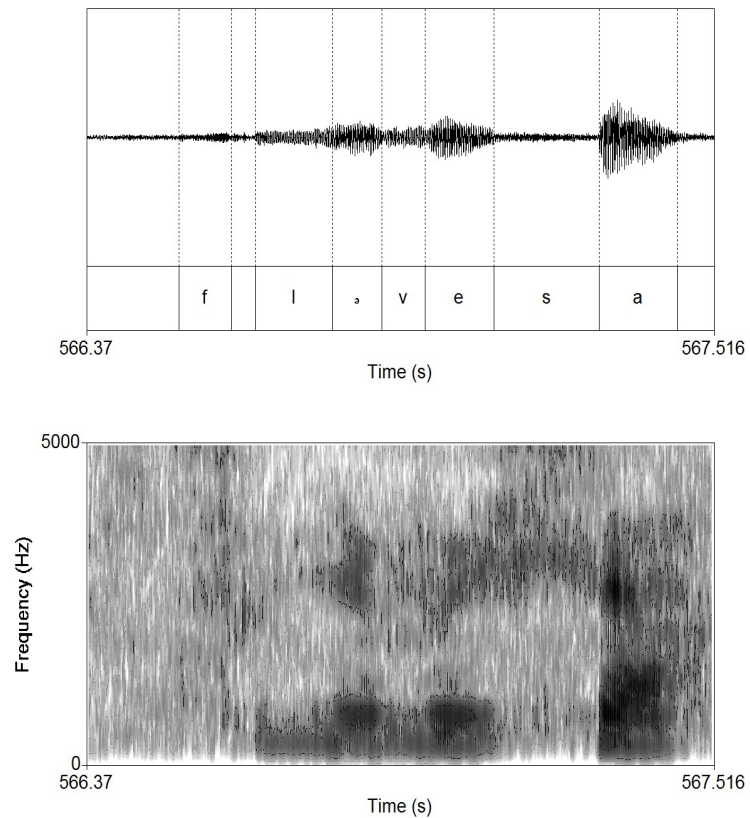 f l ə v e s a
566.37 567.516
Time (s)
5000
Frequency (Hz)
0
566.37 567.516
Time (s)